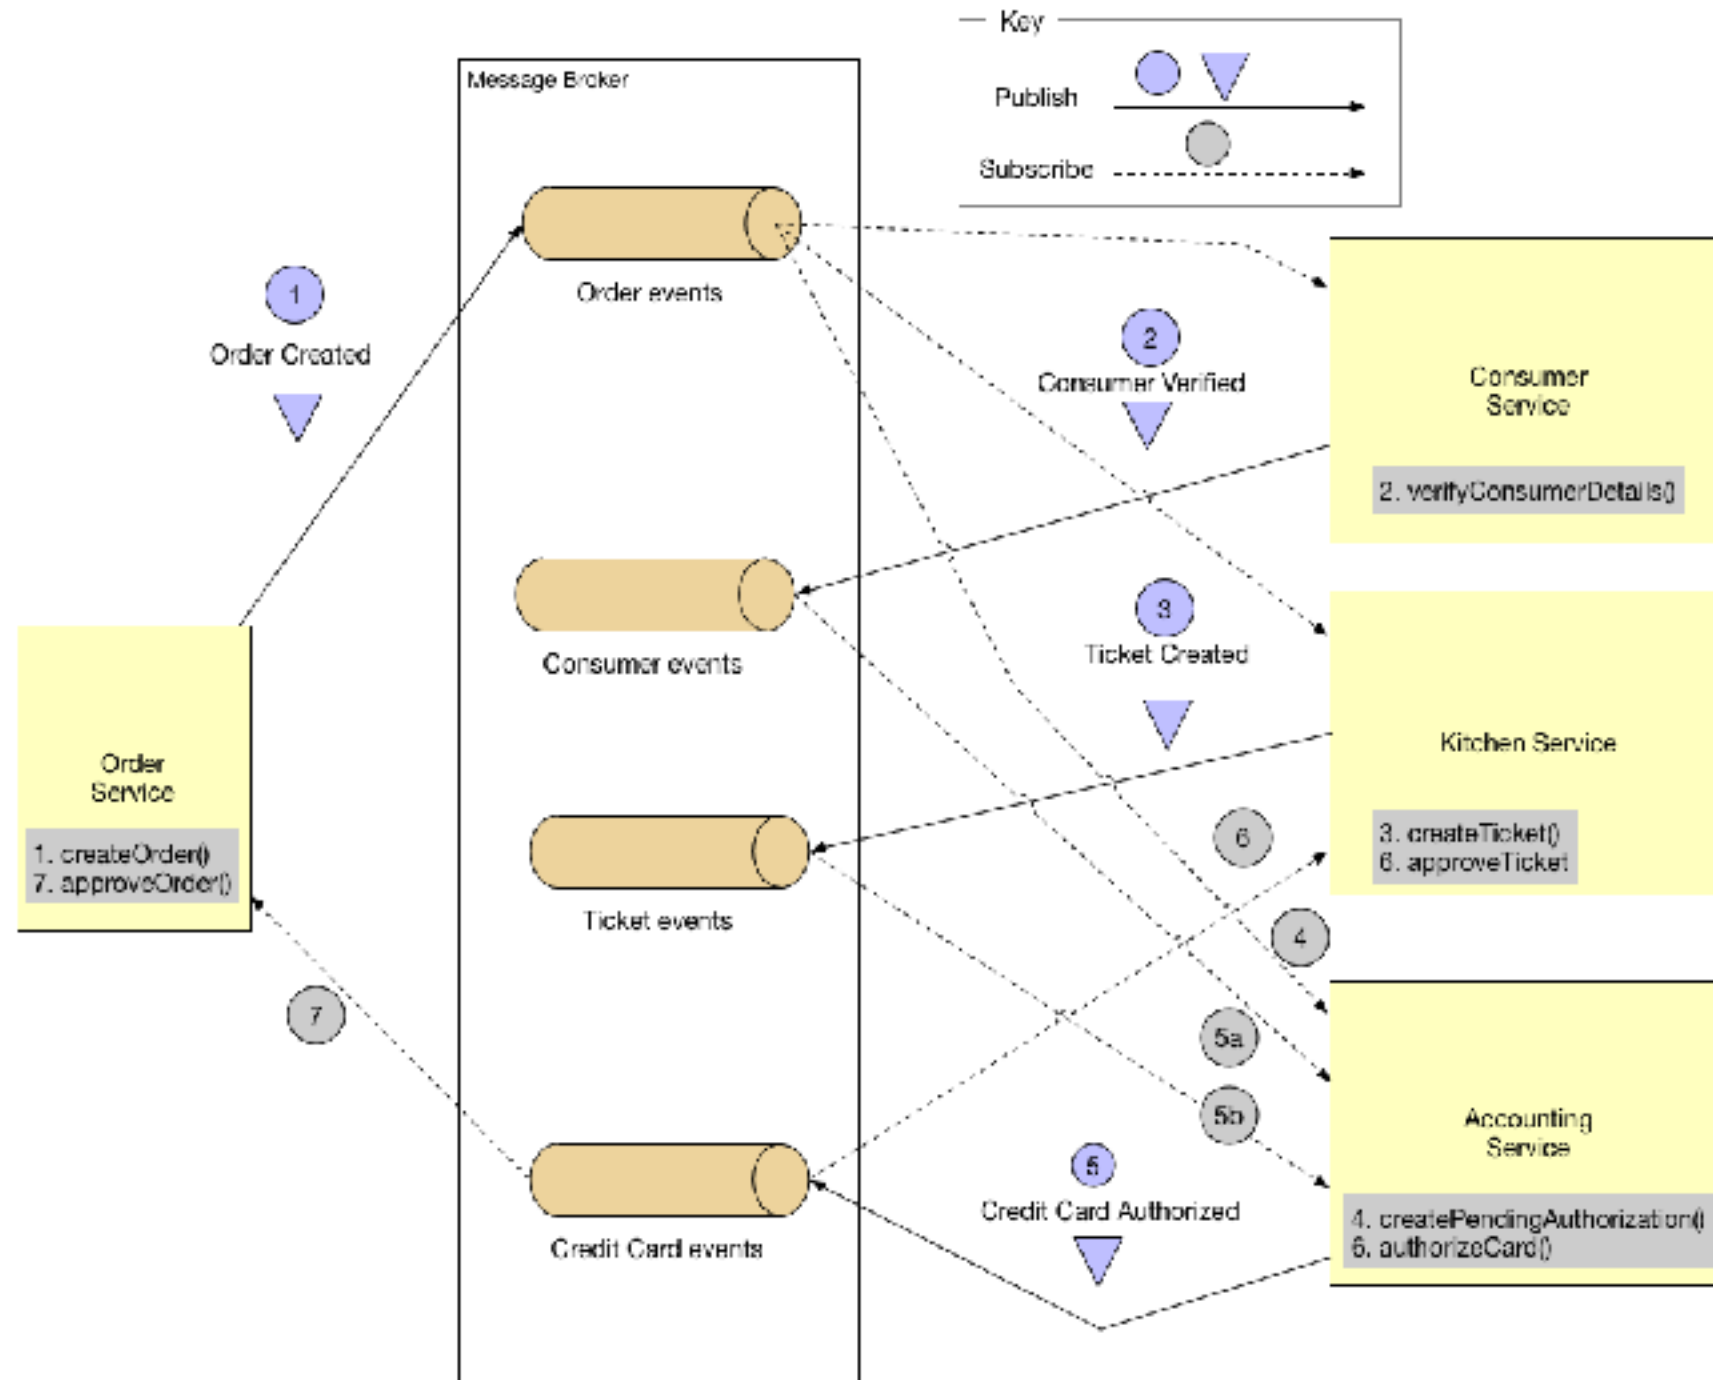 Key
Message Broker
Publish
Subscribe
Order events
1
Order Created
2
Consumer Verified
Consumer
Service
2. verifyConsumerDetails()
3
Ticket Created
Consumer events
Order
Service
1. createOrder()
7. approveOrder()
Kitchen Service
3. createTicket()
6. approveTicket
6
Ticket events
4
7
5a
5b
Accounting
Service
4. createPendingAuthorization()
6. authorizeCard()
5
Credit Card Authorized
Credit Card events